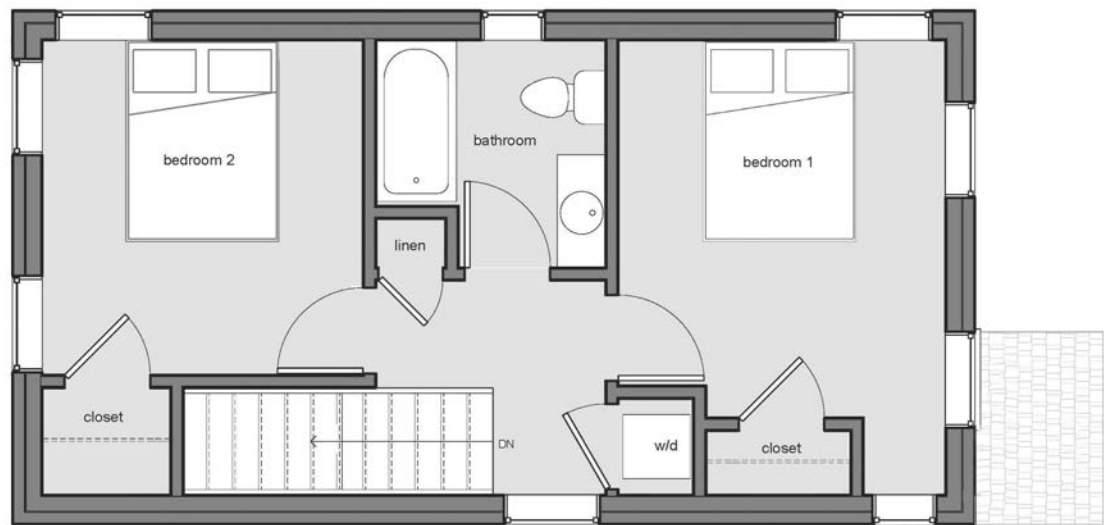 bathroom
bedroom 2
bedroom 1
linen
closet
DN
w/d
closet